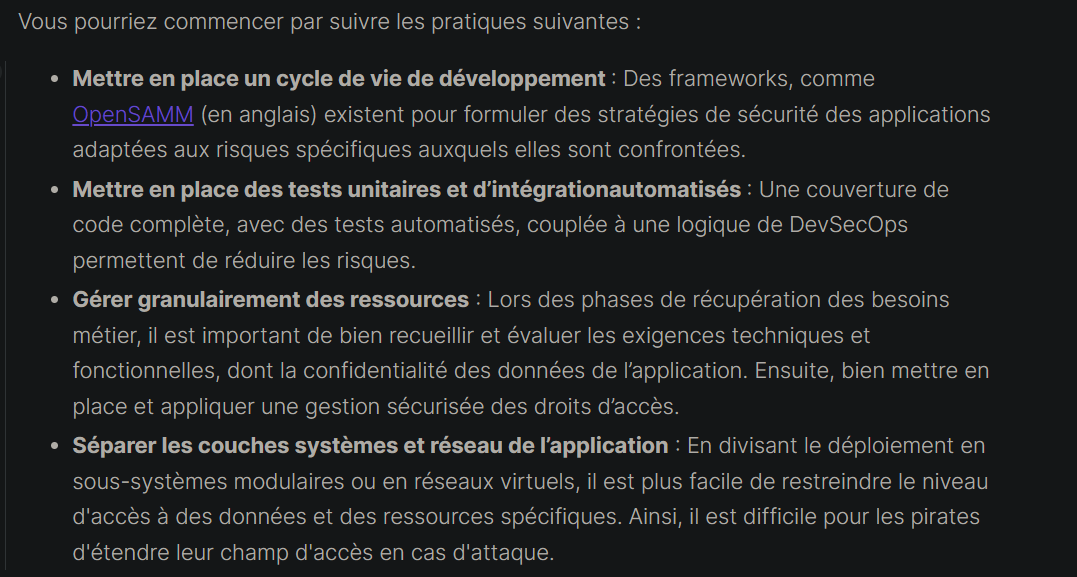 Vous pourriez commencer par suivre les pratiques suivantes :
• Mettre en place un cycle de vie de développement : Des frameworks, comme
OpenSAMM (en anglais) existent pour formuler des stratégies de sécurité des applications
adaptées aux risques spécifiques auxquels elles sont confrontées.
• Mettre en place des tests unitaires et d’intégrationautomatisés : Une couverture de
code complète, avec des tests automatisés, couplée à une logique de DevSecOps
permettent de réduire les risques.
• Gérer granulairement des ressources : Lors des phases de récupération des besoins
métier, il est important de bien recueillir et évaluer les exigences techniques et
fonctionnelles, dont la confidentialité des données de l’application. Ensuite, bien mettre en
place et appliquer une gestion sécurisée des droits d’accès.
• Séparer les couches systèmes et réseau de l’application : En divisant le déploiement en
sous-systèmes modulaires ou en réseaux virtuels, il est plus facile de restreindre le niveau
d'accès à des données et des ressources spécifiques. Ainsi, il est difficile pour les pirates
d'étendre leur champ d'accès en cas d'attaque.